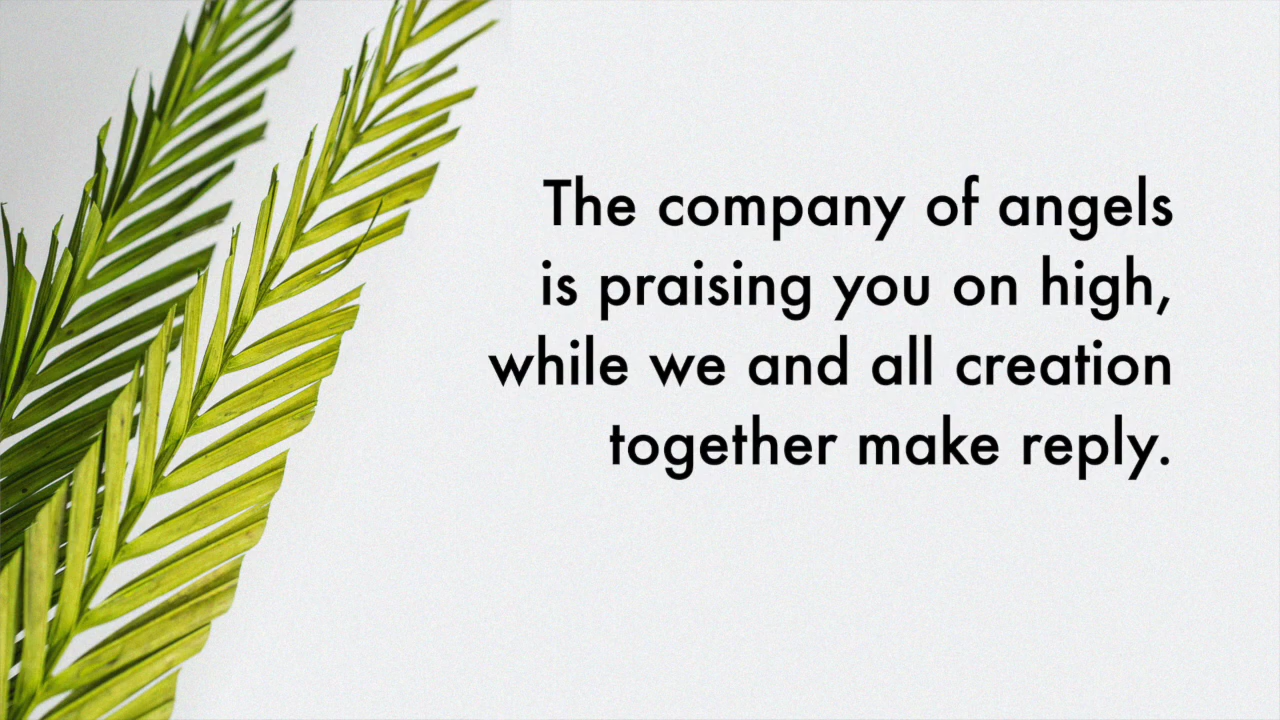 The company of angels
is praising you on high,
while we and all creation
together make reply.